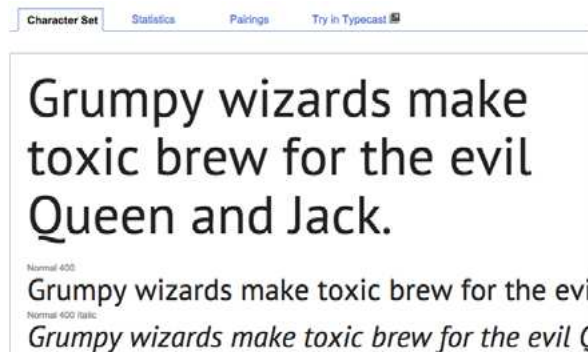 Character Set Statistics Pairings Try in Typecast
Grumpy wizards make
toxic brew for the evil
Queen and Jack.
Normal 400
Grumpy wizards make toxic brew for the evi
Normal 400 Italic
Grumpy wizards make toxic brew for the evil Q